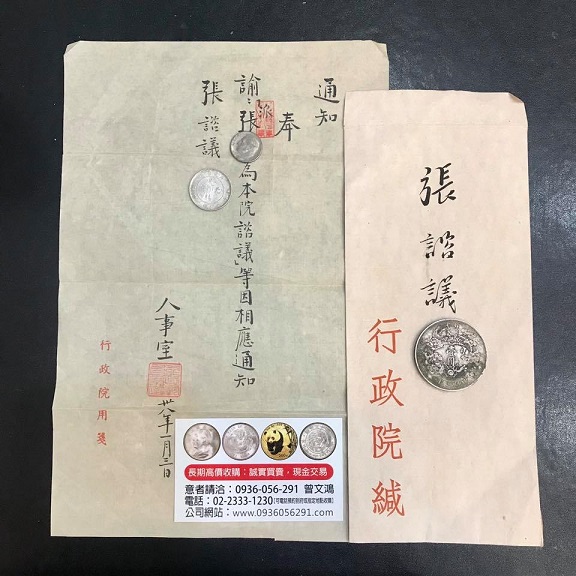 通知
奉
諭：派張
為本院諮議」等因相應通知
張諮議
人事室
卅八年一月三日
行政院用箋
張諮議
行政院緘
長期高價收購：誠實買賣，現金交易
意者請洽：0936-056-291 曾文鴻
電話：02-2333-1230
公司網站：www.0936056291.com